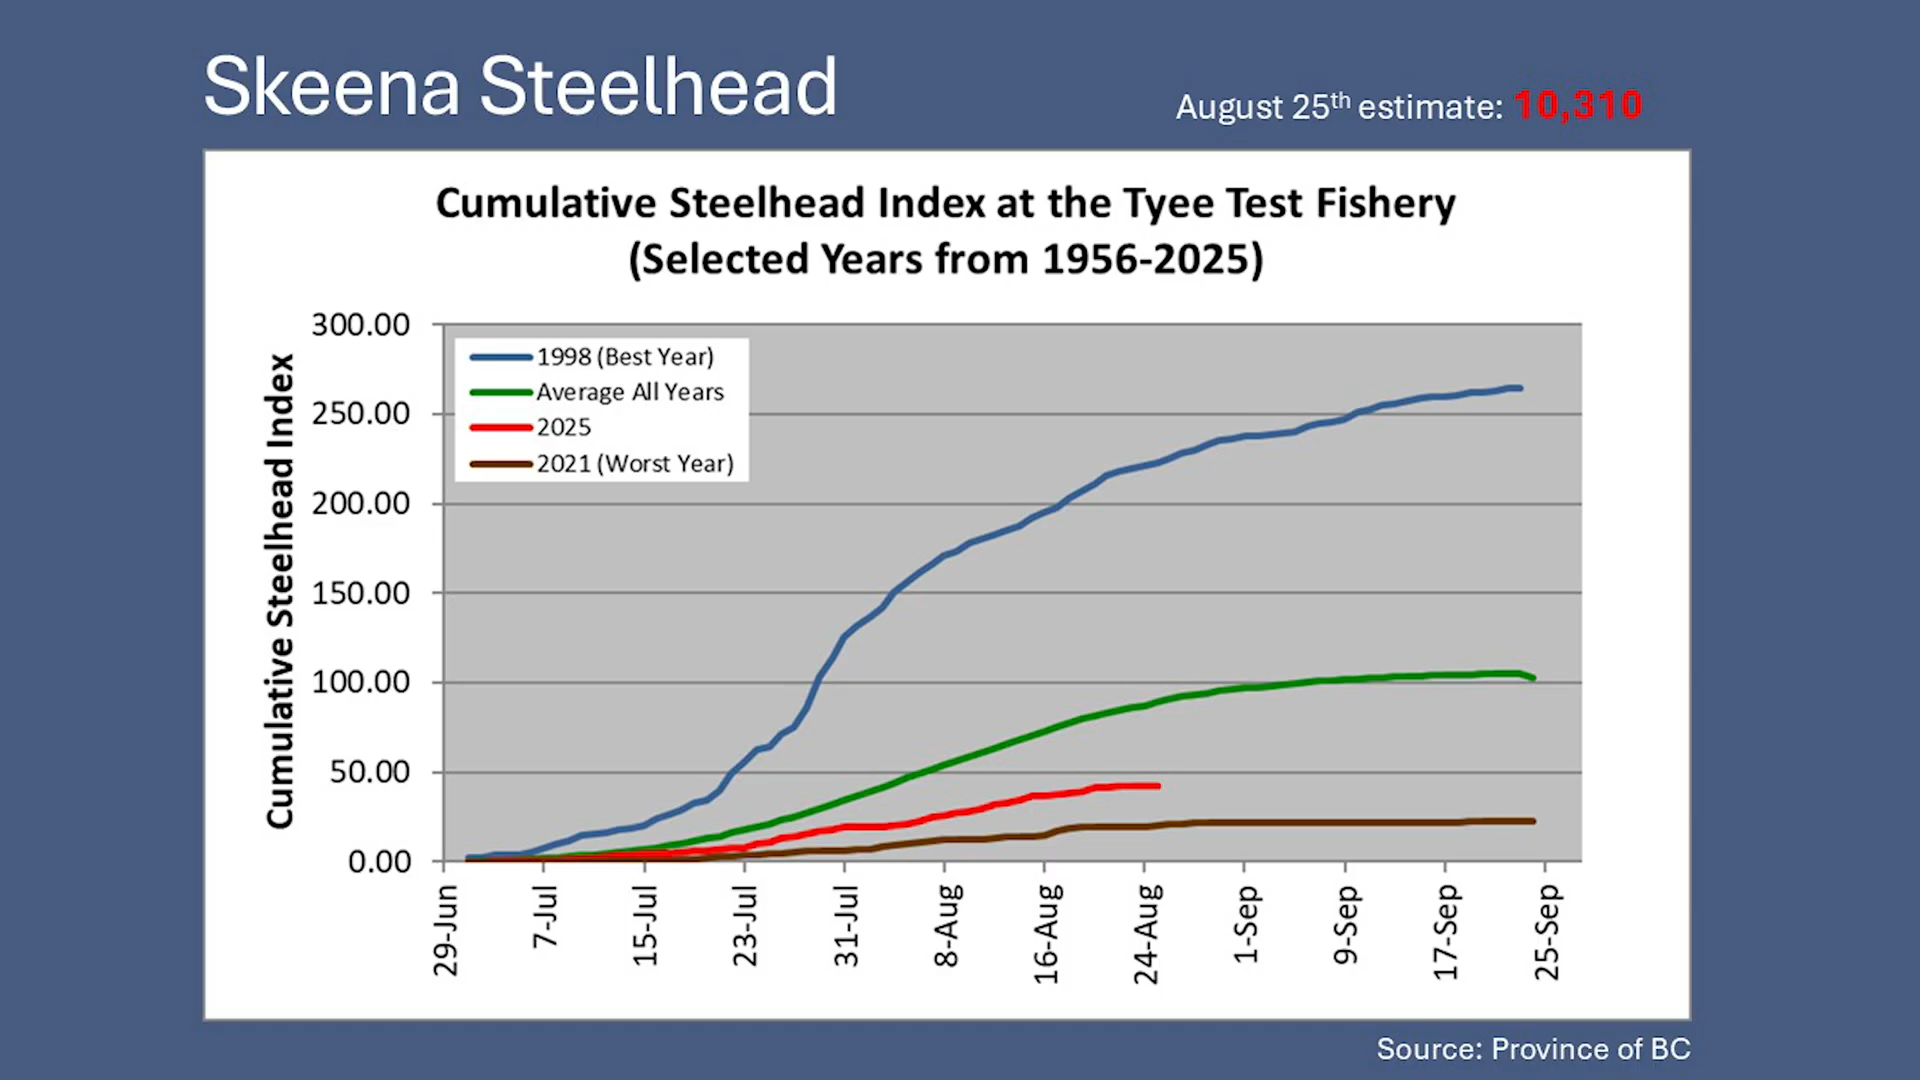 Skeena Steelhead
August 25th estimate: 10,310
Cumulative Steelhead Index at the Tyee Test Fishery
(Selected Years from 1956-2025)
Cumulative Steelhead Index
300.00
250.00
200.00
150.00
100.00
50.00
0.00
1998 (Best Year)
Average All Years
2025
2021 (Worst Year)
29-Jun
7-Jul
15-Jul
23-Jul
31-Jul
8-Aug
16-Aug
24-Aug
1-Sep
9-Sep
17-Sep
25-Sep
Source: Province of BC